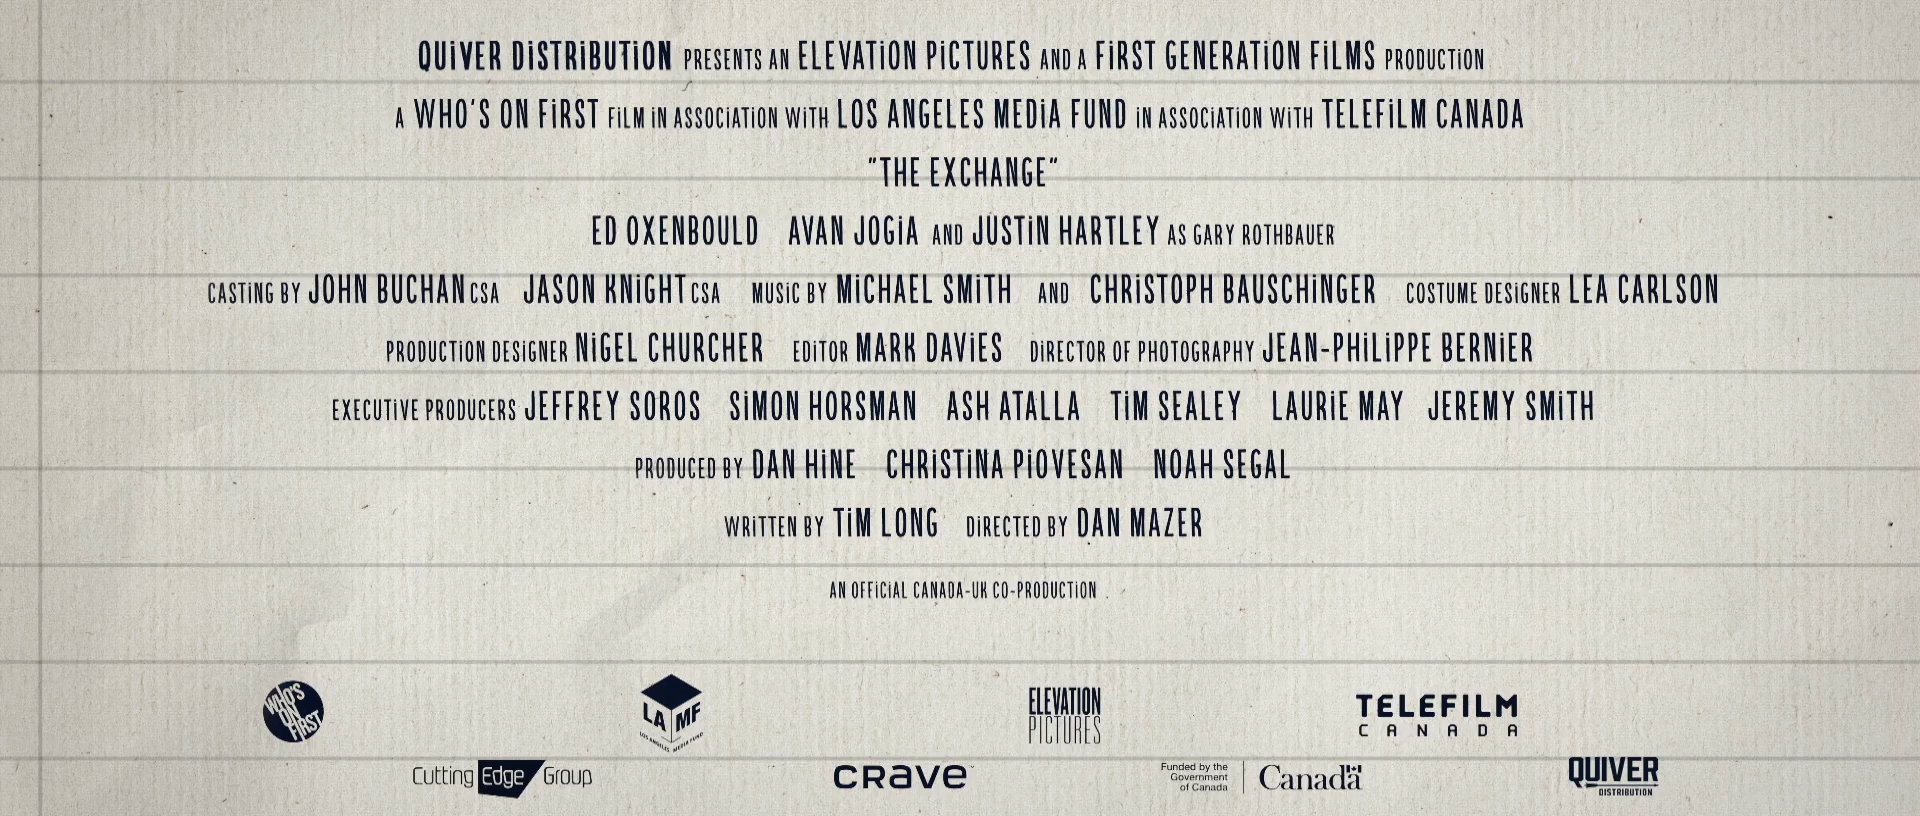 QUiVER DiSTRiBUTiON PRESENTS AN ELEVATiON PiCTURES AND A FiRST GENERATiON FiLMS PRODUCTiON
A WHO'S ON FiRST FiLM iN ASSOCiATiON WiTH LOS ANGELES MEDiA FUND iN ASSOCiATiON WiTH TELEFiLM CANADA
"THE EXCHANGE"
ED OXENBOULD AVAN JOGiA AND JUSTiN HARTLEY AS GARY ROTHBAUER
CASTiNG BY JOHN BUCHAN CSA JASON KNiGHT CSA MUSiC BY MiCHAEL SMiTH AND CHRiSTOPH BAUSCHiNGER COSTUME DESiGNER LEA CARLSON
PRODUCTiON DESiGNER NiGEL CHURCHER EDiTOR MARK DAViES DiRECTOR OF PHOTOGRAPHY JEAN-PHiLiPPE BERNiER
EXECUTiVE PRODUCERS JEFFREY SOROS SiMON HORSMAN ASH ATALLA TiM SEALEY LAURiE MAY JEREMY SMiTH
PRODUCED BY DAN HiNE CHRiSTiNA PiOVESAN NOAH SEGAL
WRiTTEN BY TiM LONG DiRECTED BY DAN MAZER
AN OFFiCiAL CANADA-UK CO-PRODUCTiON
WHO'S
ON
FIRST
LA MF
LOS ANGELES MEDIA FUND
ELEVATION
PICTURES
TELEFILM
CANADA
Cutting Edge Group
CRAVE
Funded by the
Government
of Canada
Canada
QUIVER
DISTRIBUTION